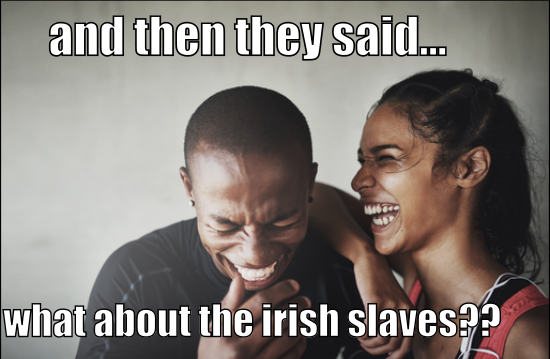 and then they said...
what about the irish slaves??